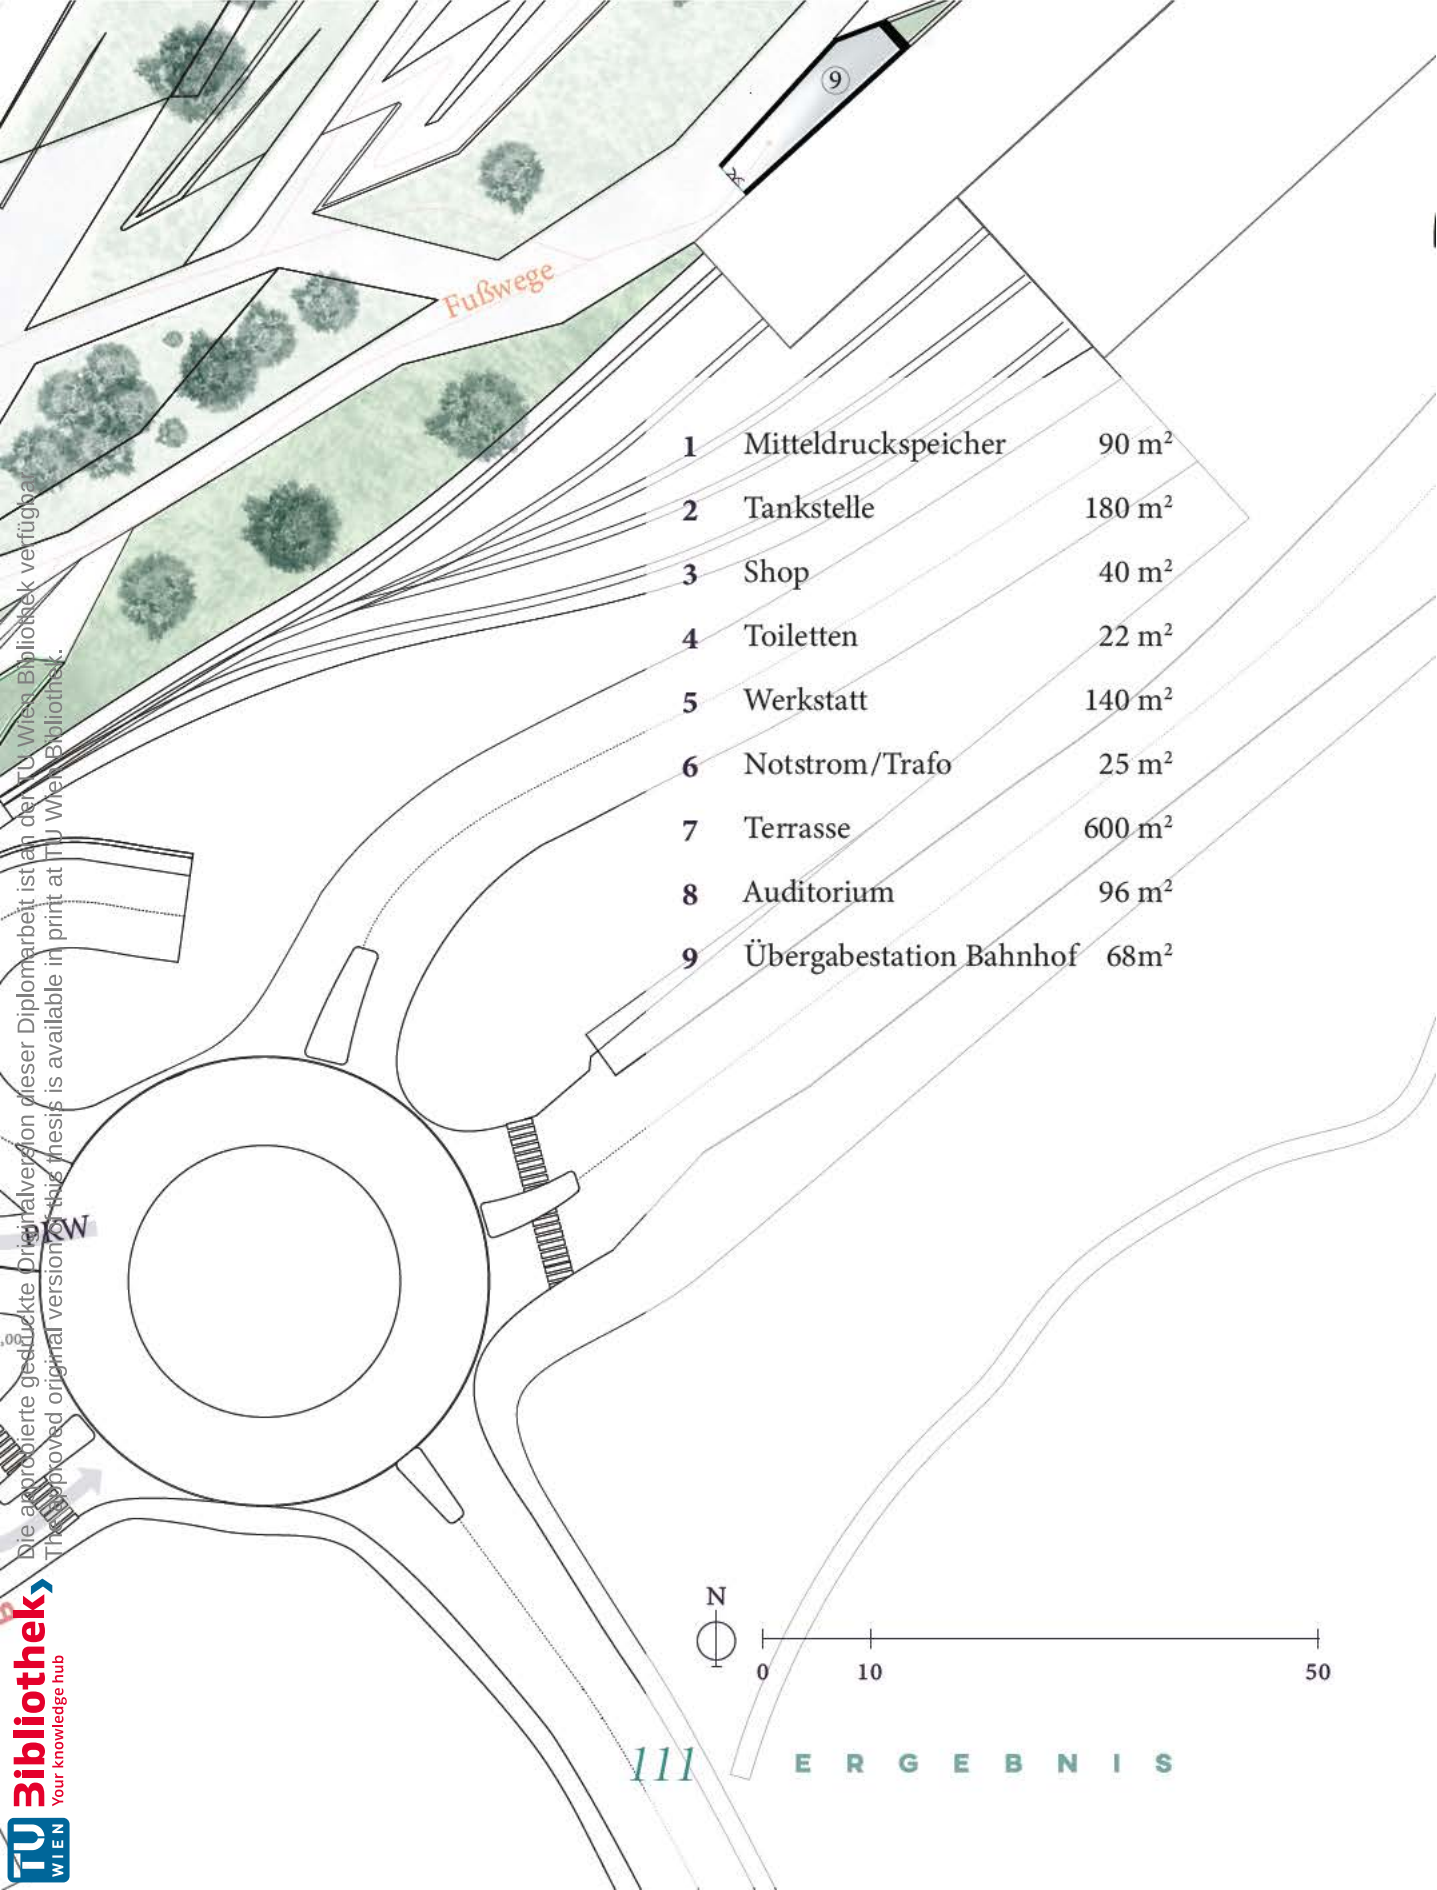 9
Fußwege
1 Mitteldruckspeicher 90 m²
2 Tankstelle 180 m²
3 Shop 40 m²
4 Toiletten 22 m²
5 Werkstatt 140 m²
6 Notstrom/Trafo 25 m²
7 Terrasse 600 m²
8 Auditorium 96 m²
9 Übergabestation Bahnhof 68m²
PKW
,00
N
0 10 50
111 ERGEBNIS
Die approbierte gedruckte Originalversion dieser Diplomarbeit ist an der TU Wien Bibliothek verfügbar
The approved original version of this thesis is available in print at TU Wien Bibliothek.
TU WIEN Bibliothek
Your knowledge hub